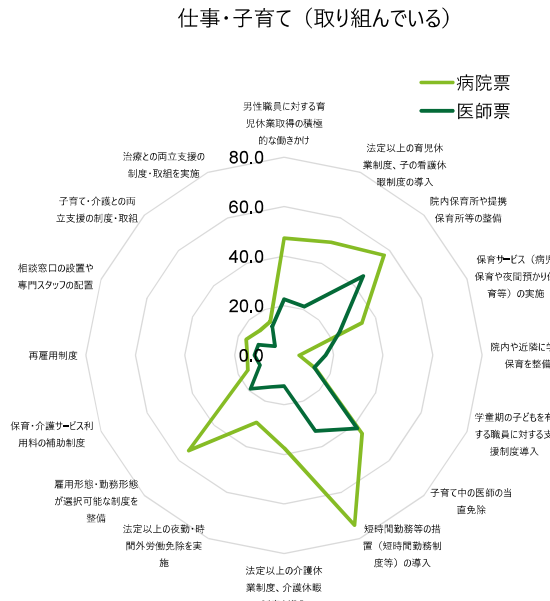 仕事・子育て（取り組んでいる）
病院票
医師票
男性職員に対する育
児休業取得の積極
的な働きかけ
法定以上の育児休
業制度、子の看護休
暇制度の導入
院内保育所や提携
保育所等の整備
保育サービス（病児
保育や夜間預かり保
育等）の実施
院内や近隣に学
保育を整備
学童期の子どもを有
する職員に対する支
援制度導入
子育て中の医師の当
直免除
短時間勤務等の措
置（短時間勤務制
度等）の導入
法定以上の介護休
業制度、介護休暇
法定以上の夜勤・時
間外労働免除を実
施
雇用形態・勤務形態
が選択可能な制度を
整備
保育・介護サービス利
用料の補助制度
再雇用制度
相談窓口の設置や
専門スタッフの配置
子育て・介護との両
立支援の制度・取組
治療との両立支援の
制度・取組を実施
80.0
60.0
40.0
20.0
0.0